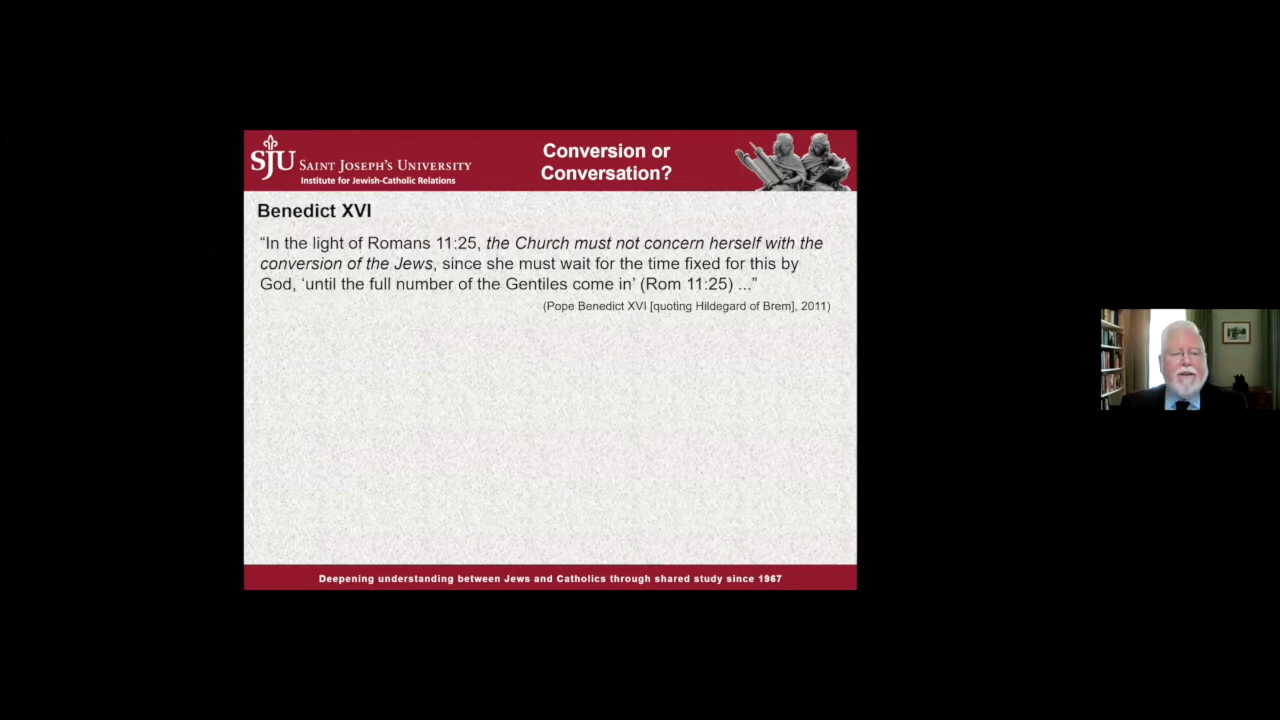 SJU SAINT JOSEPH'S UNIVERSITY
Institute for Jewish-Catholic Relations
Conversion or
Conversation?
Benedict XVI
“In the light of Romans 11:25, the Church must not concern herself with the
conversion of the Jews, since she must wait for the time fixed for this by
God, ‘until the full number of the Gentiles come in’ (Rom 11:25) ...”
(Pope Benedict XVI [quoting Hildegard of Brem], 2011)
Deepening understanding between Jews and Catholics through shared study since 1967